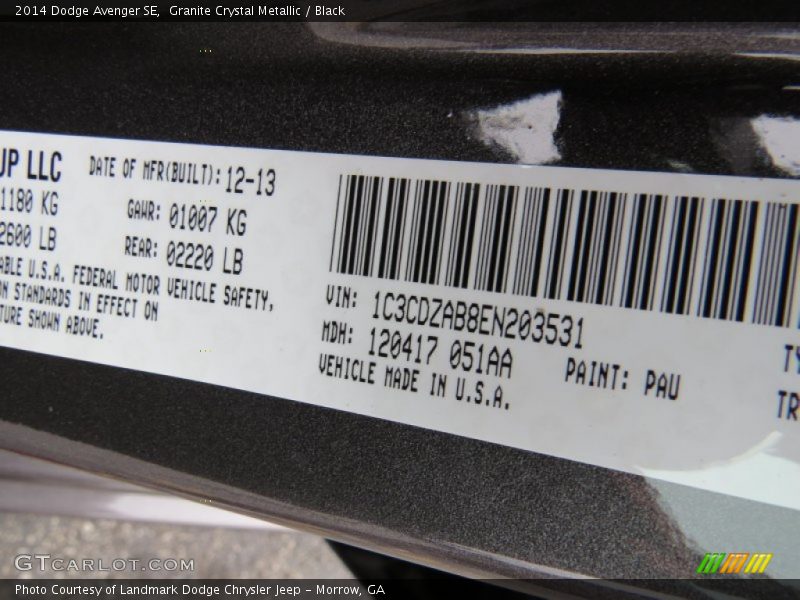 2014 Dodge Avenger SE,  Granite Crystal Metallic / Black
UP LLC
DATE OF MFR(BUILT): 12-13
1180 KG
GAWR: 01007 KG
2600 LB
REAR: 02220 LB
ABLE U.S.A. FEDERAL MOTOR VEHICLE SAFETY,
ON STANDARDS IN EFFECT ON
TURE SHOWN ABOVE.
VIN: 1C3CDZAB8EN203531
MDH: 120417 051AA
PAINT: PAU
VEHICLE MADE IN U.S.A.
TY
TR
GTCARLOT.COM
Photo Courtesy of Landmark Dodge Chrysler Jeep – Morrow, GA